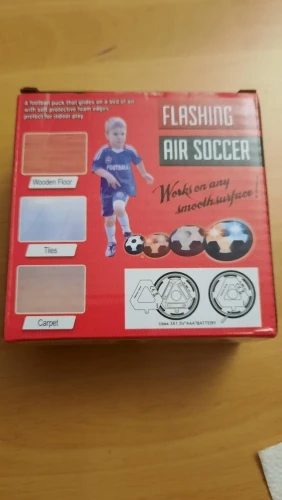 A football puck that glides on a bed of air
with soft protective foam edges,
protect for indoor play
FLASHING
AIR SOCCER
FOOTBALL
Works on any
smooth surface!
Wooden Floor
Tiles
Carpet